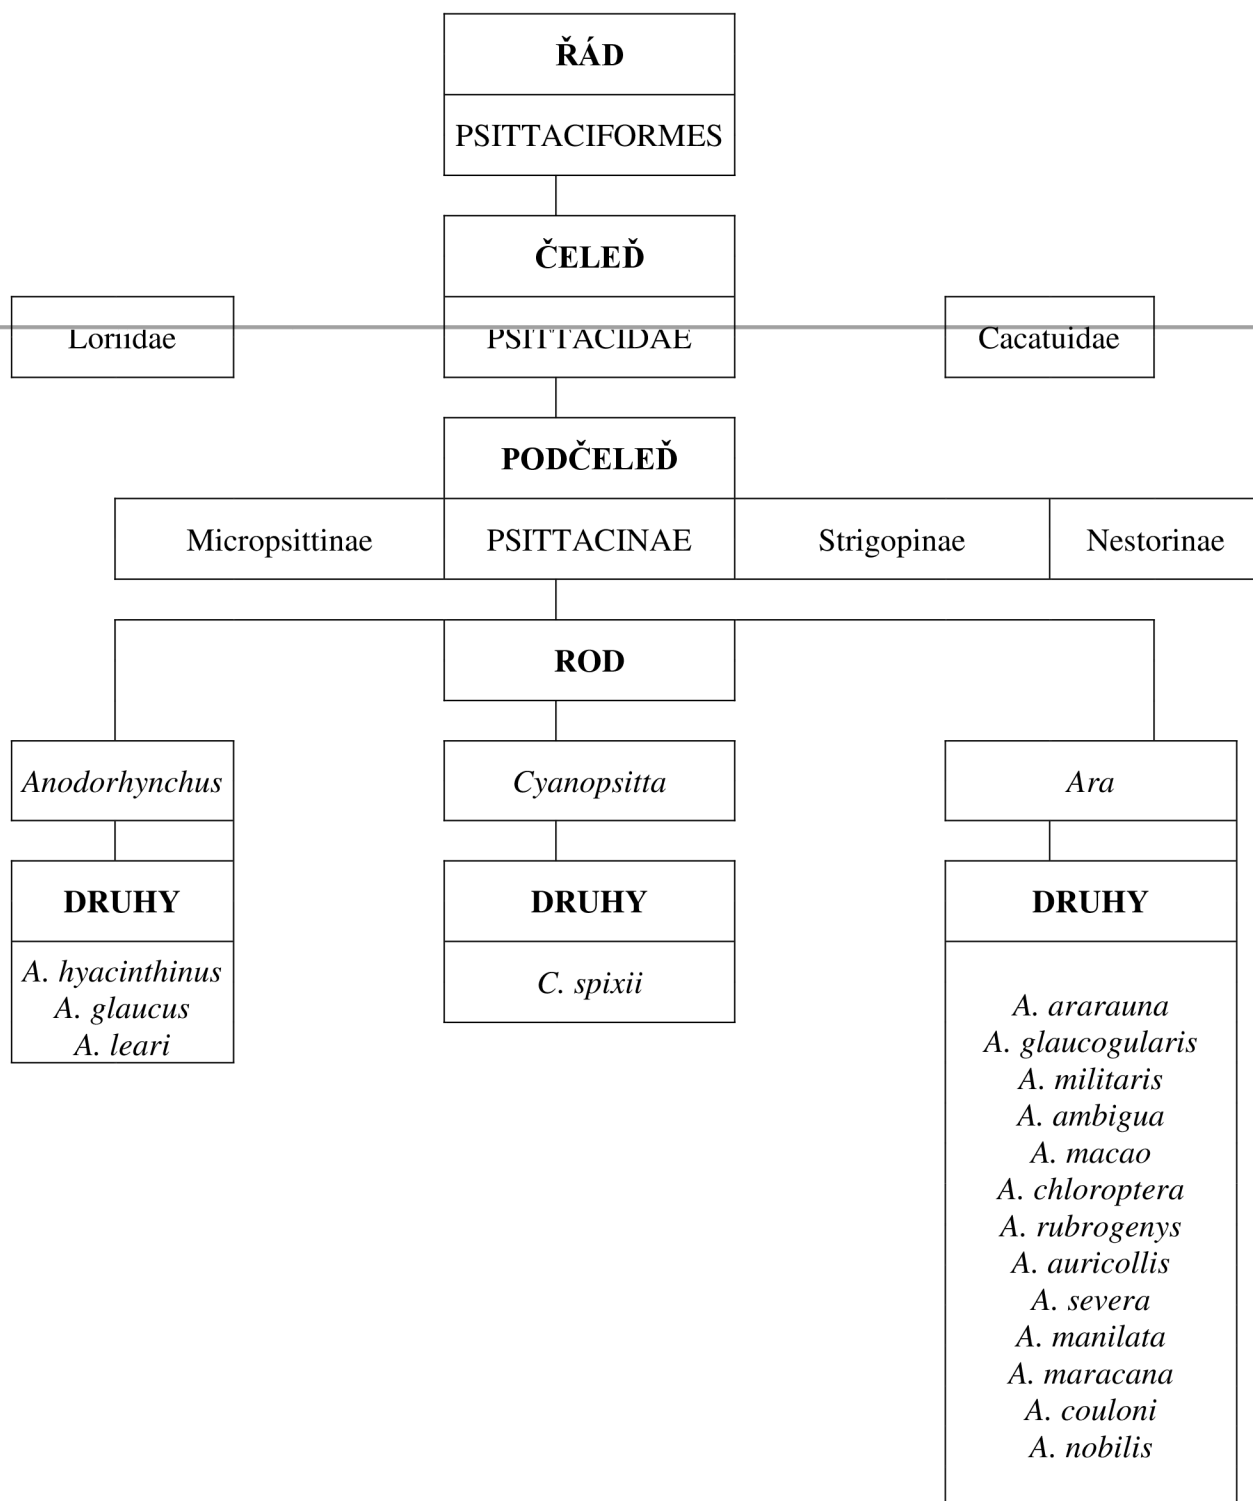 ŘÁD
PSITTACIFORMES
ČELEĎ
Loriidae PSITTACIDAE Cacatuidae
PODČELEĎ
Micropsittinae PSITTACINAE Strigopinae Nestorinae
ROD
Anodorhynchus Cyanopsitta Ara
DRUHY DRUHY DRUHY
A. hyacinthinus
A. glaucus
A. leari
C. spixii
A. ararauna
A. glaucogularis
A. militaris
A. ambigua
A. macao
A. chloroptera
A. rubrogenys
A. auricollis
A. severa
A. manilata
A. maracana
A. couloni
A. nobilis